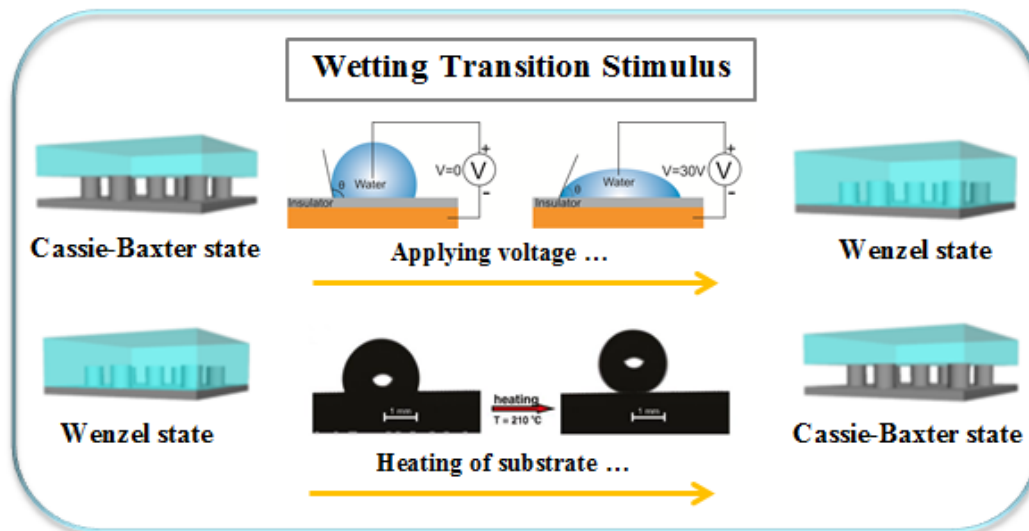 Wetting Transition Stimulus
V=0
+
V
-
θ
Water
Insulator
V=30V
+
V
-
θ
Water
Insulator
Cassie-Baxter state
Applying voltage ...
Wenzel state
1 mm
heating
T = 210 °C
1 mm
Wenzel state
Heating of substrate ...
Cassie-Baxter state